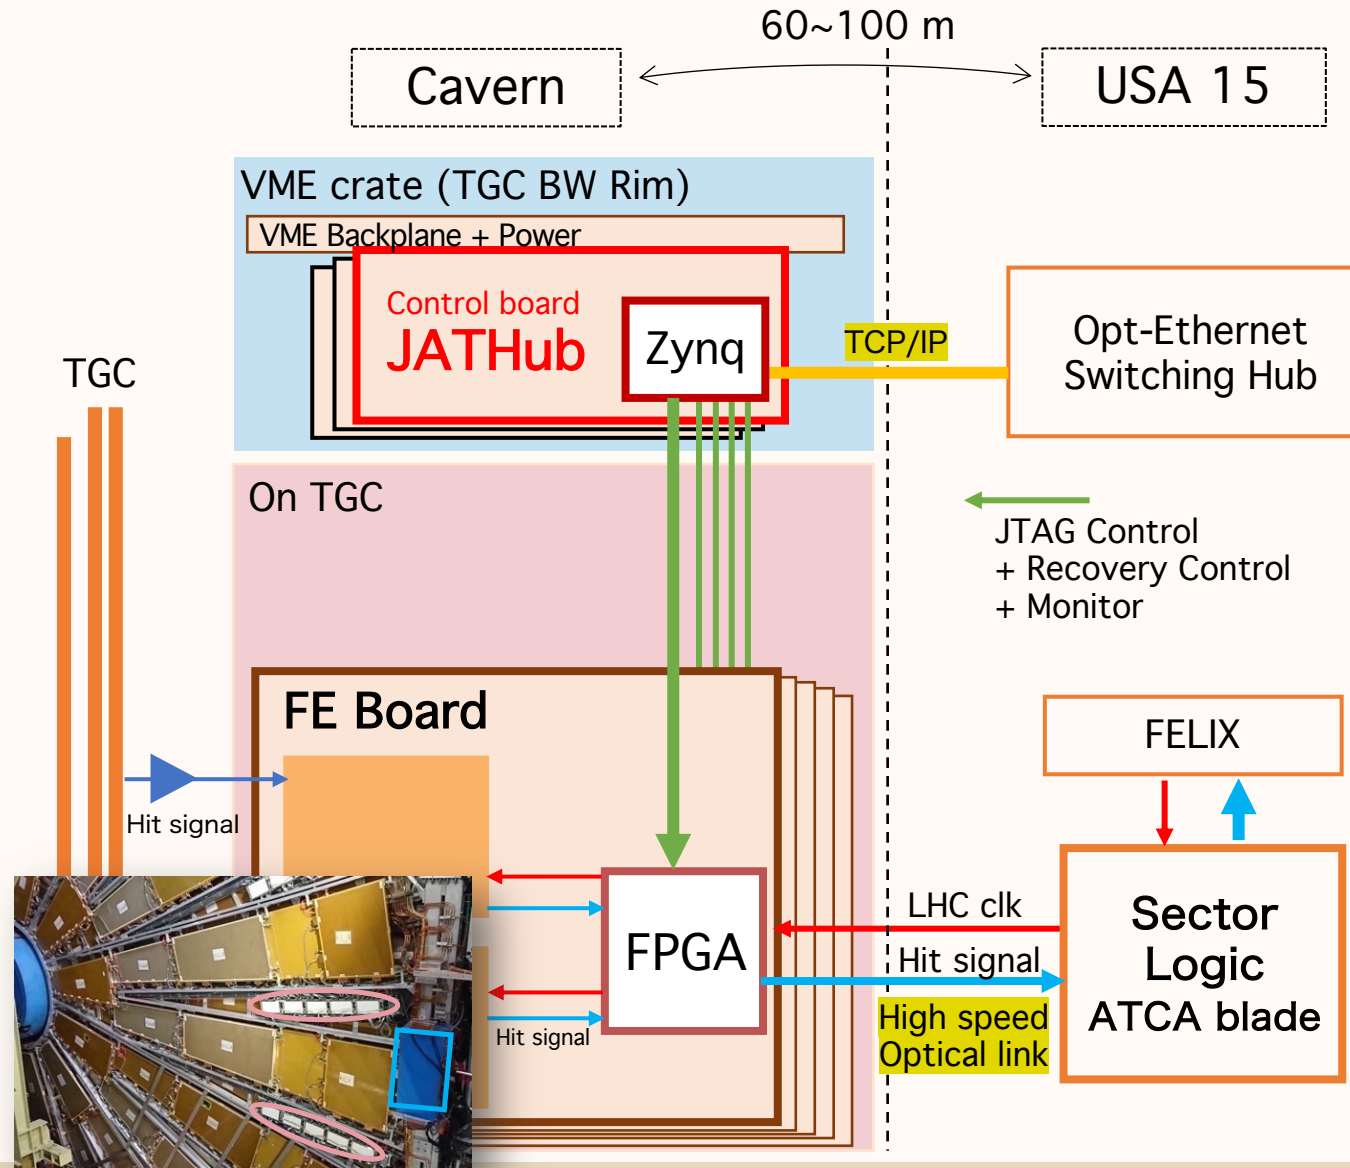 60~100 m
Cavern
USA 15
VME crate (TGC BW Rim)
VME Backplane + Power
Control board
JATHub
Zynq
TCP/IP
Opt-Ethernet
Switching Hub
TGC
On TGC
JTAG Control
+ Recovery Control
+ Monitor
FE Board
FELIX
Hit signal
LHC clk
FPGA
Hit signal
Sector
Logic
ATCA blade
High speed
Optical link
Hit signal